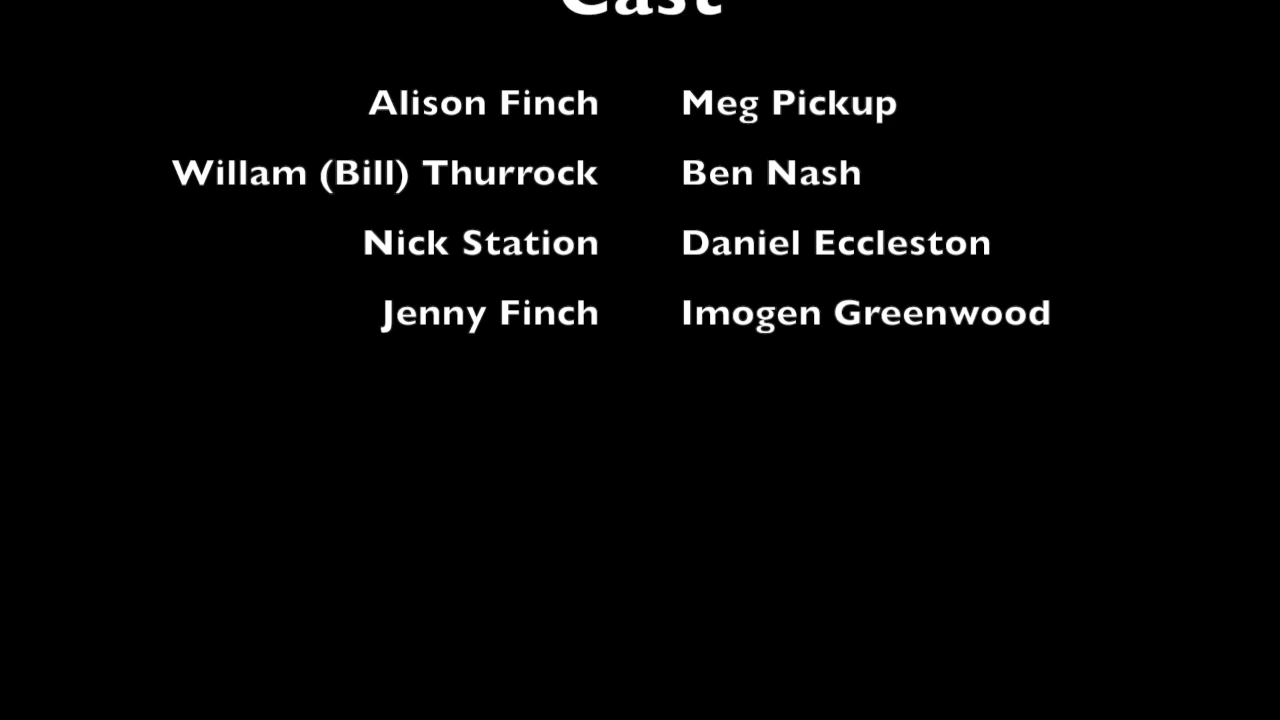 Cast
Alison Finch Meg Pickup
Willam (Bill) Thurrock Ben Nash
Nick Station Daniel Eccleston
Jenny Finch Imogen Greenwood